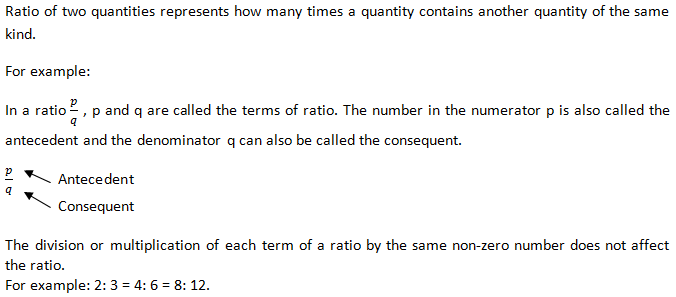 Ratio of two quantities represents how many times a quantity contains another quantity of the same
kind.
For example:
In a ratio p/q , p and q are called the terms of ratio. The number in the numerator p is also called the
antecedent and the denominator q can also be called the consequent.
p Antecedent
q Consequent
The division or multiplication of each term of a ratio by the same non-zero number does not affect
the ratio.
For example: 2: 3 = 4: 6 = 8: 12.